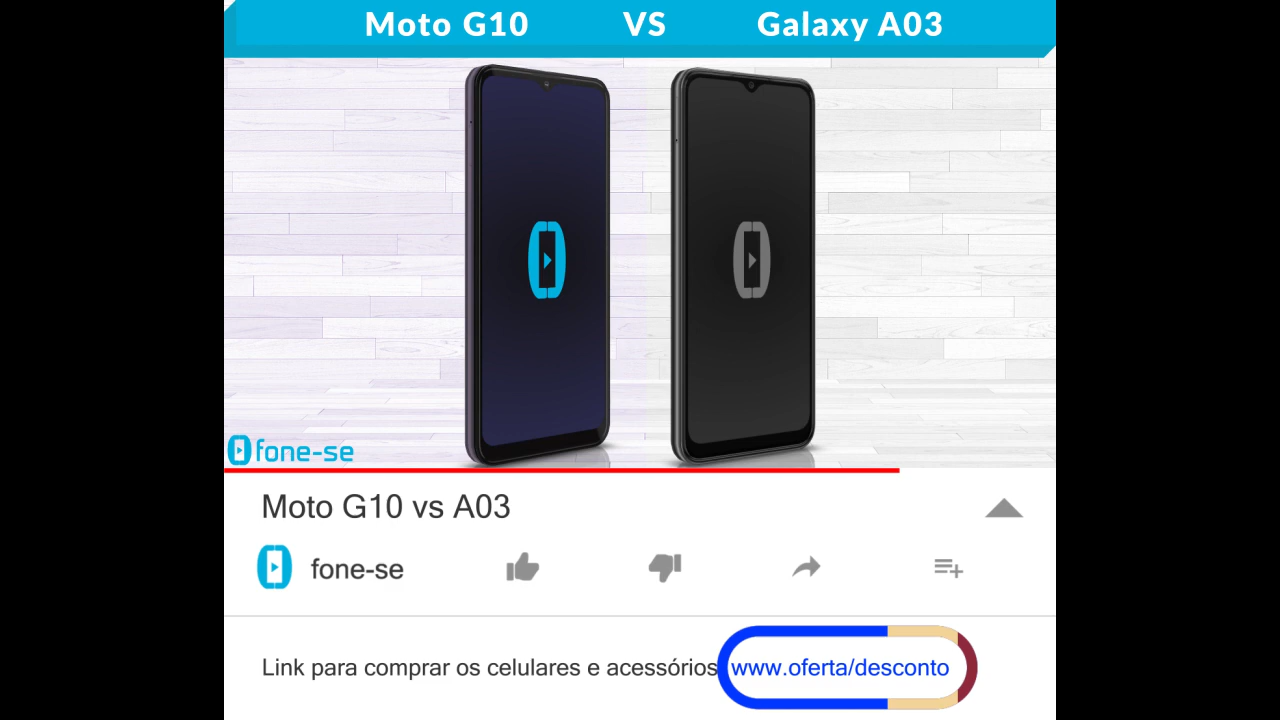 Moto G10 VS Galaxy A03
fone-se
Moto G10 vs A03
fone-se
Link para comprar os celulares e acessórios www.oferta/desconto